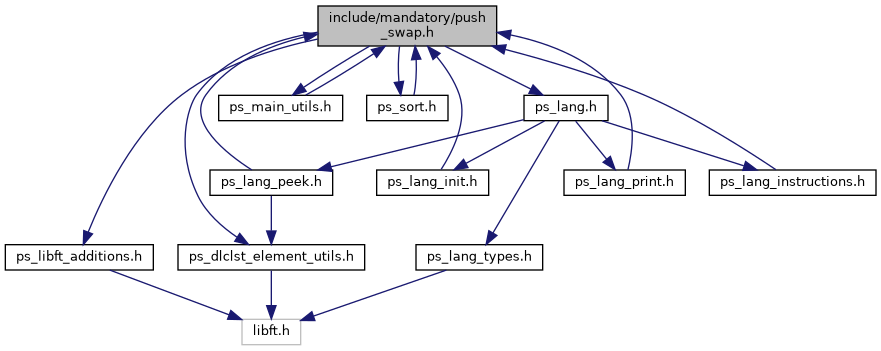 include/mandatory/push
_swap.h
ps_main_utils.h
ps_sort.h
ps_lang.h
ps_lang_peek.h
ps_lang_init.h
ps_lang_print.h
ps_lang_instructions.h
ps_libft_additions.h
ps_dlclst_element_utils.h
ps_lang_types.h
libft.h